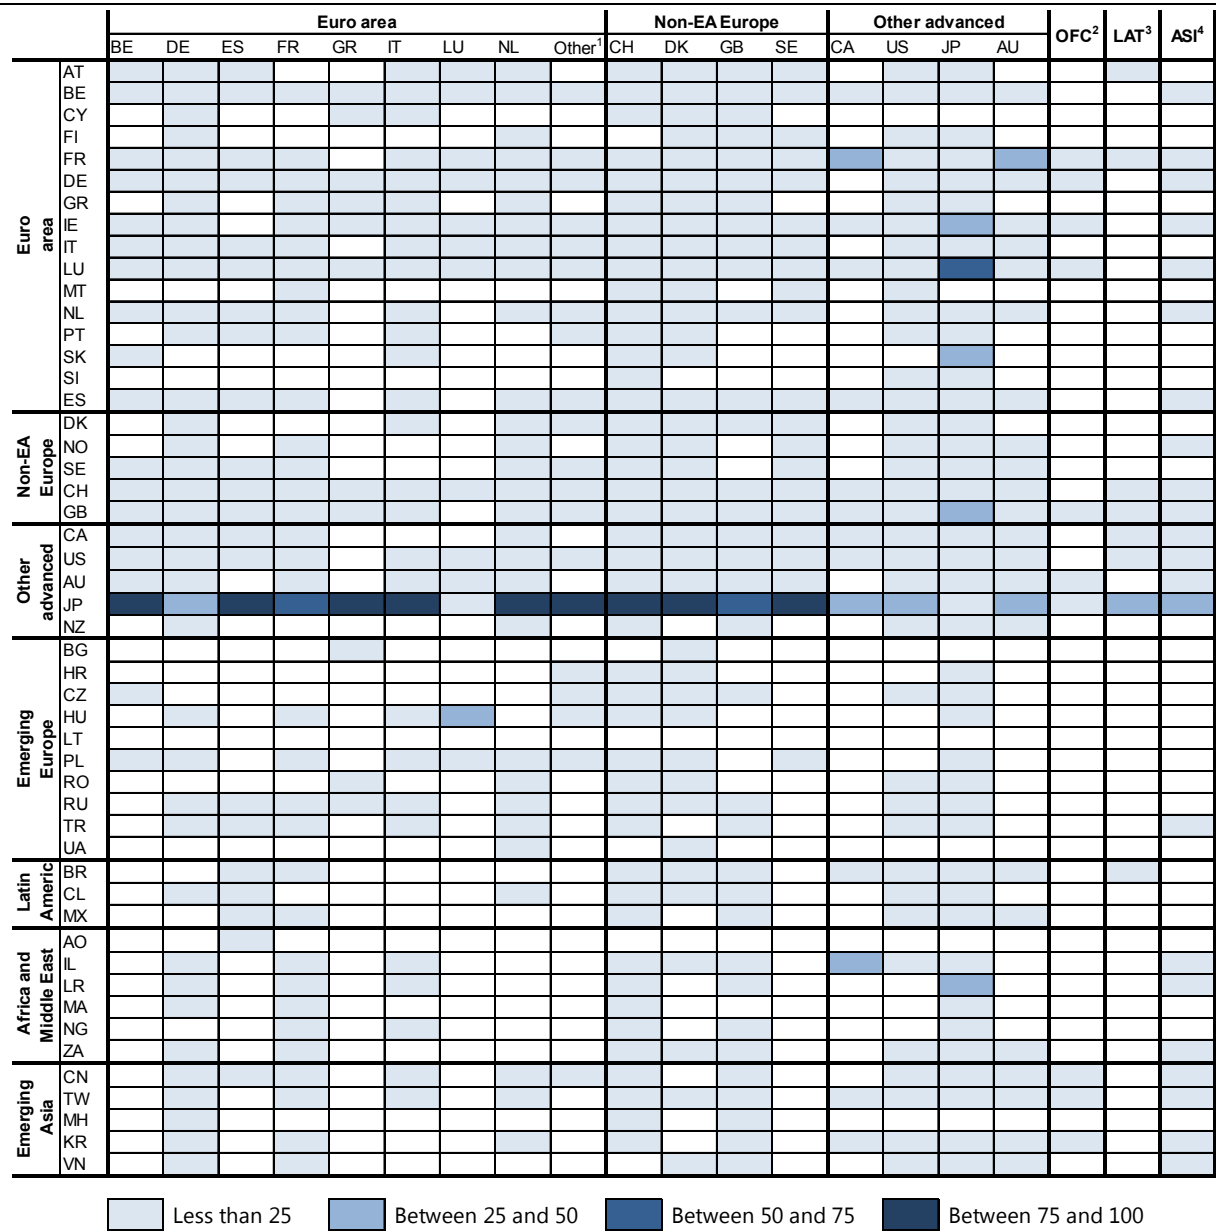 Euro area Non-EA Europe Other advanced OFC2 LAT3 ASI4
BE DE ES FR GR IT LU NL Other1 CH DK GB SE CA US JP AU
Euro area
AT
BE
CY
FI
FR
DE
GR
IE
IT
LU
MT
NL
PT
SK
SI
ES
Non-EA Europe
DK
NO
SE
CH
GB
Other advanced
CA
US
AU
JP
NZ
Emerging Europe
BG
HR
CZ
HU
LT
PL
RO
RU
TR
UA
Latin Americ
BR
CL
MX
Africa and Middle East
AO
IL
LR
MA
NG
ZA
Emerging Asia
CN
TW
MH
KR
VN
Less than 25 Between 25 and 50 Between 50 and 75 Between 75 and 100